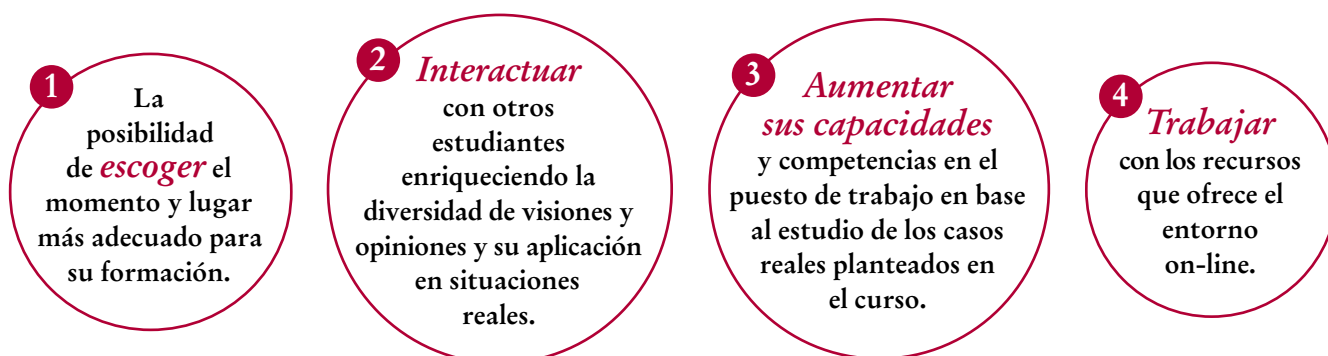 1
La
posibilidad
de escoger el
momento y lugar
más adecuado para
su formación.
2
Interactuar
con otros
estudiantes
enriqueciendo la
diversidad de visiones y
opiniones y su aplicación
en situaciones
reales.
3
Aumentar
sus capacidades
y competencias en el
puesto de trabajo en base
al estudio de los casos
reales planteados en
el curso.
4
Trabajar
con los recursos
que ofrece el
entorno
on-line.